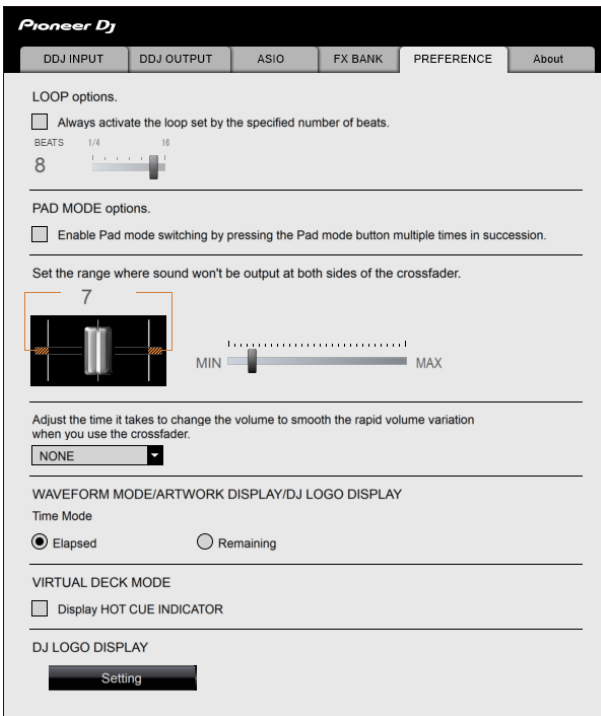 Pioneer Dj
DDJ INPUT
DDJ OUTPUT
ASIO
FX BANK
PREFERENCE
About
LOOP options.
Always activate the loop set by the specified number of beats.
BEATS 1/4 16
8
PAD MODE options.
Enable Pad mode switching by pressing the Pad mode button multiple times in succession.
Set the range where sound won't be output at both sides of the crossfader.
7
MIN MAX
Adjust the time it takes to change the volume to smooth the rapid volume variation
when you use the crossfader.
NONE
WAVEFORM MODE/ARTWORK DISPLAY/DJ LOGO DISPLAY
Time Mode
Elapsed Remaining
VIRTUAL DECK MODE
Display HOT CUE INDICATOR
DJ LOGO DISPLAY
Setting